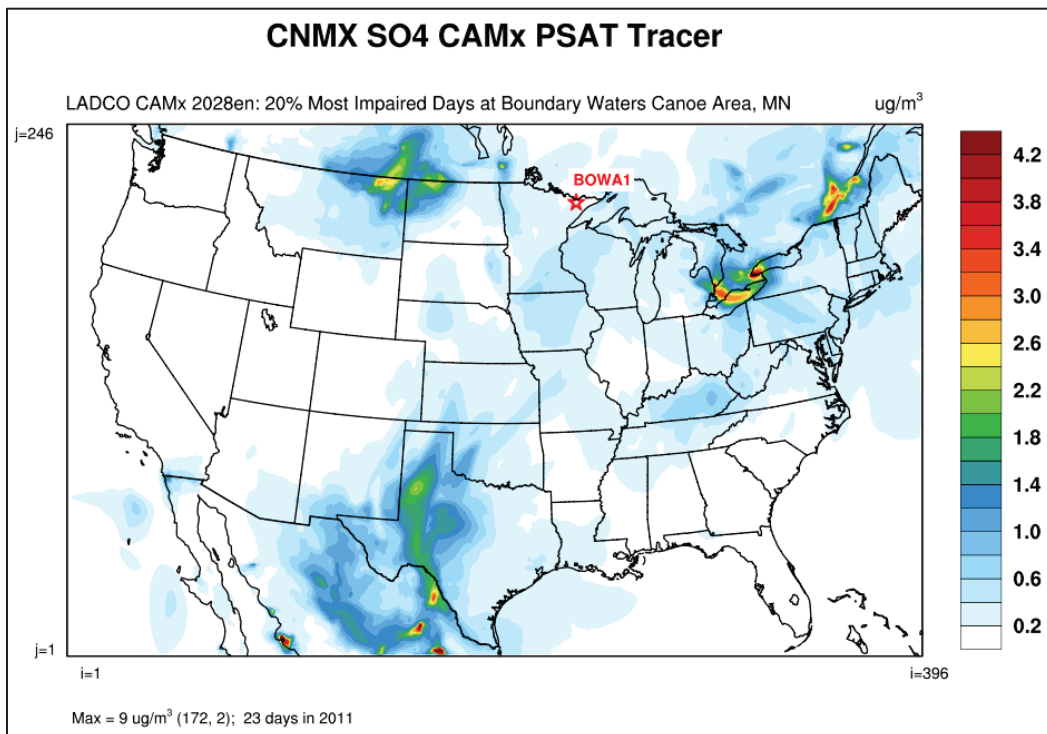 CNMX SO4 CAMx PSAT Tracer
LADCO CAMx 2028en: 20% Most Impaired Days at Boundary Waters Canoe Area, MN ug/m³
j=246
BOWA1
4.2
3.8
3.4
3.0
2.6
2.2
1.8
1.4
1.0
0.6
0.2
j=1
i=1 i=396
Max = 9 ug/m³ (172, 2); 23 days in 2011